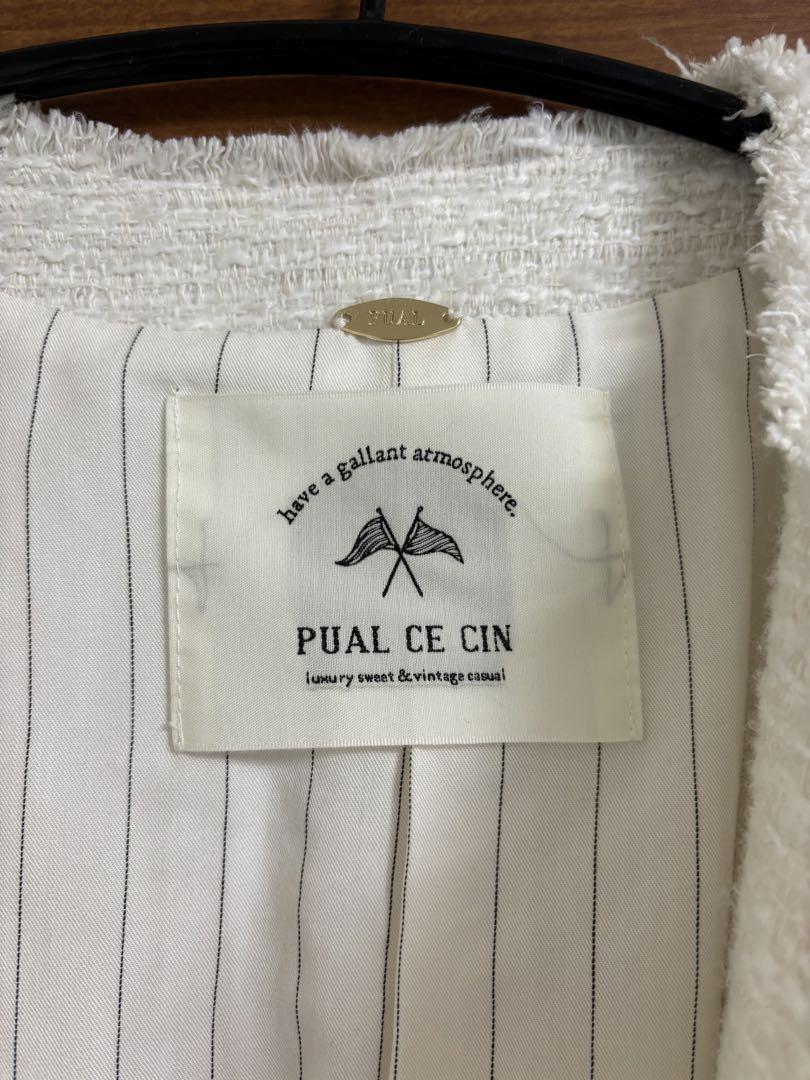 PUAL
have a gallant atmosphere.
PUAL CE CIN
luxury sweet & vintage casual